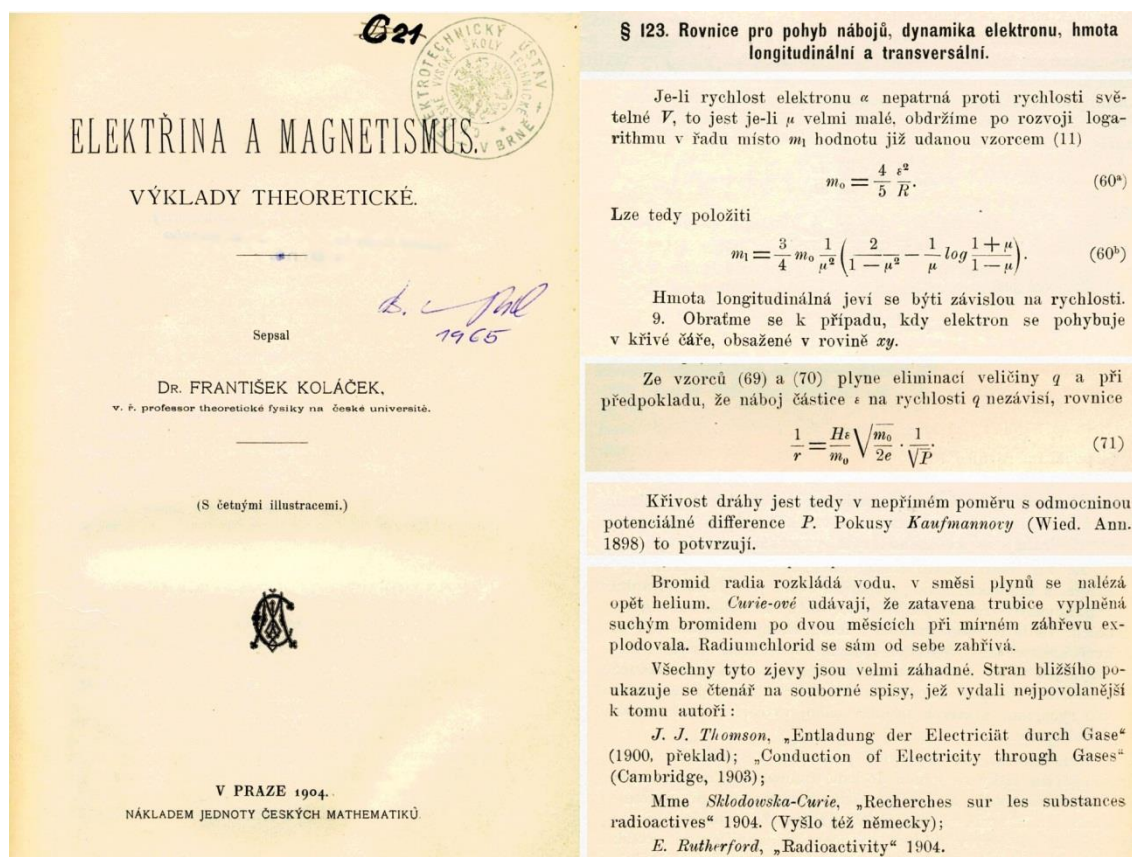 C 21
ELEKTROTECHNICKÝ ÚSTAV
ČESKÉ VYSOKÉ ŠKOLY TECHNICKÉ
V BRNĚ
ELEKTŘINA A MAGNETISMUS.
VÝKLADY THEORETICKÉ.
1965
Sepsal
DR. FRANTIŠEK KOLÁČEK,
v. ř. professor theoretické fysiky na české universitě.
(S četnými illustracemi.)
V PRAZE 1904.
NÁKLADEM JEDNOTY ČESKÝCH MATHEMATIKŮ.
§ 123. Rovnice pro pohyb nábojů, dynamika elektronu, hmota
longitudinální a transversální.
Je-li rychlost elektronu α nepatrná proti rychlosti svě-
telné V, to jest je-li μ velmi malé, obdržíme po rozvoji loga-
rithmu v řadu místo m₁ hodnotu již udanou vzorcem (11)
m₀ = 4/5 ε²/R. (60ᵃ)
Lze tedy položiti
m₁ = 3/4 m₀ 1/μ² (2/(1 — μ²) — 1/μ log (1 + μ)/(1 — μ)). (60ᵇ)
Hmota longitudinálná jeví se býti závislou na rychlosti.
9. Obraťme se k případu, kdy elektron se pohybuje
v křivé čáře, obsažené v rovině xy.
Ze vzorců (69) a (70) plyne eliminací veličiny q a při
předpokladu, že náboj částice ε na rychlosti q nezávisí, rovnice
1/r = Hε/m₀ √(m₀/2e) · 1/√P. (71)
Křivost dráhy jest tedy v nepřímém poměru s odmocninou
potenciálné difference P. Pokusy Kaufmannovy (Wied. Ann.
1898) to potvrzují.
Bromid radia rozkládá vodu. v směsi plynů se nalézá
opět helium. Curie-ové udávají, že zatavena trubice vyplněná
suchým bromidem po dvou měsících při mírném záhřevu ex-
plodovala. Radiumchlorid se sám od sebe zahřívá.
Všechny tyto zjevy jsou velmi záhadné. Stran bližšího po-
ukazuje se čtenář na souborné spisy, jež vydali nejpovolanější
k tomu autoři :
J. J. Thomson, „Entladung der Electriciät durch Gase“
(1900, překlad); „Conduction of Electricity through Gases“
(Cambridge, 1903);
Mme Sklodowska-Curie, „Recherches sur les substances
radioactives“ 1904. (Vyšlo též německy);
E. Rutherford, „Radioactivity“ 1904.